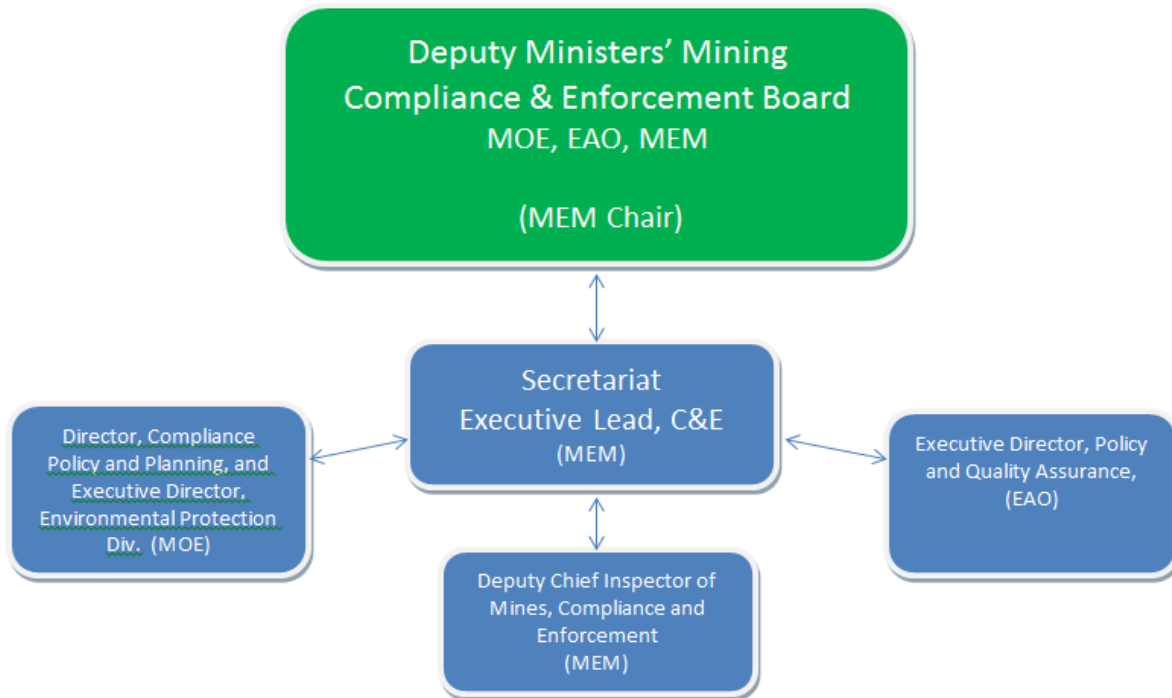 Deputy Ministers’ Mining
Compliance & Enforcement Board
MOE, EAO, MEM
(MEM Chair)
Secretariat
Executive Lead, C&E
(MEM)
Director, Compliance
Policy and Planning, and
Executive Director,
Environmental Protection
Div. (MOE)
Executive Director, Policy
and Quality Assurance,
(EAO)
Deputy Chief Inspector of
Mines, Compliance and
Enforcement
(MEM)